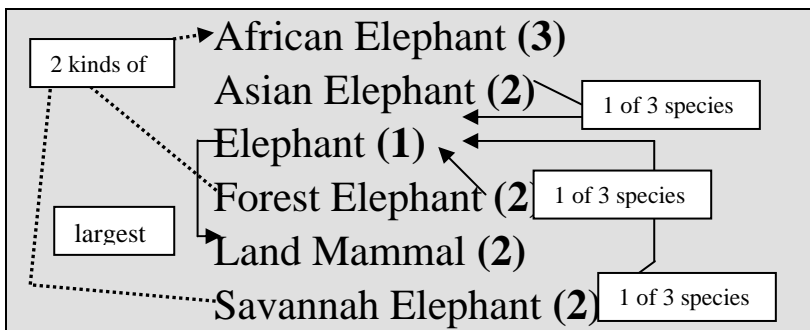 African Elephant (3)
2 kinds of
Asian Elephant (2)
1 of 3 species
Elephant (1)
Forest Elephant (2)
1 of 3 species
largest
Land Mammal (2)
Savannah Elephant (2)
1 of 3 species